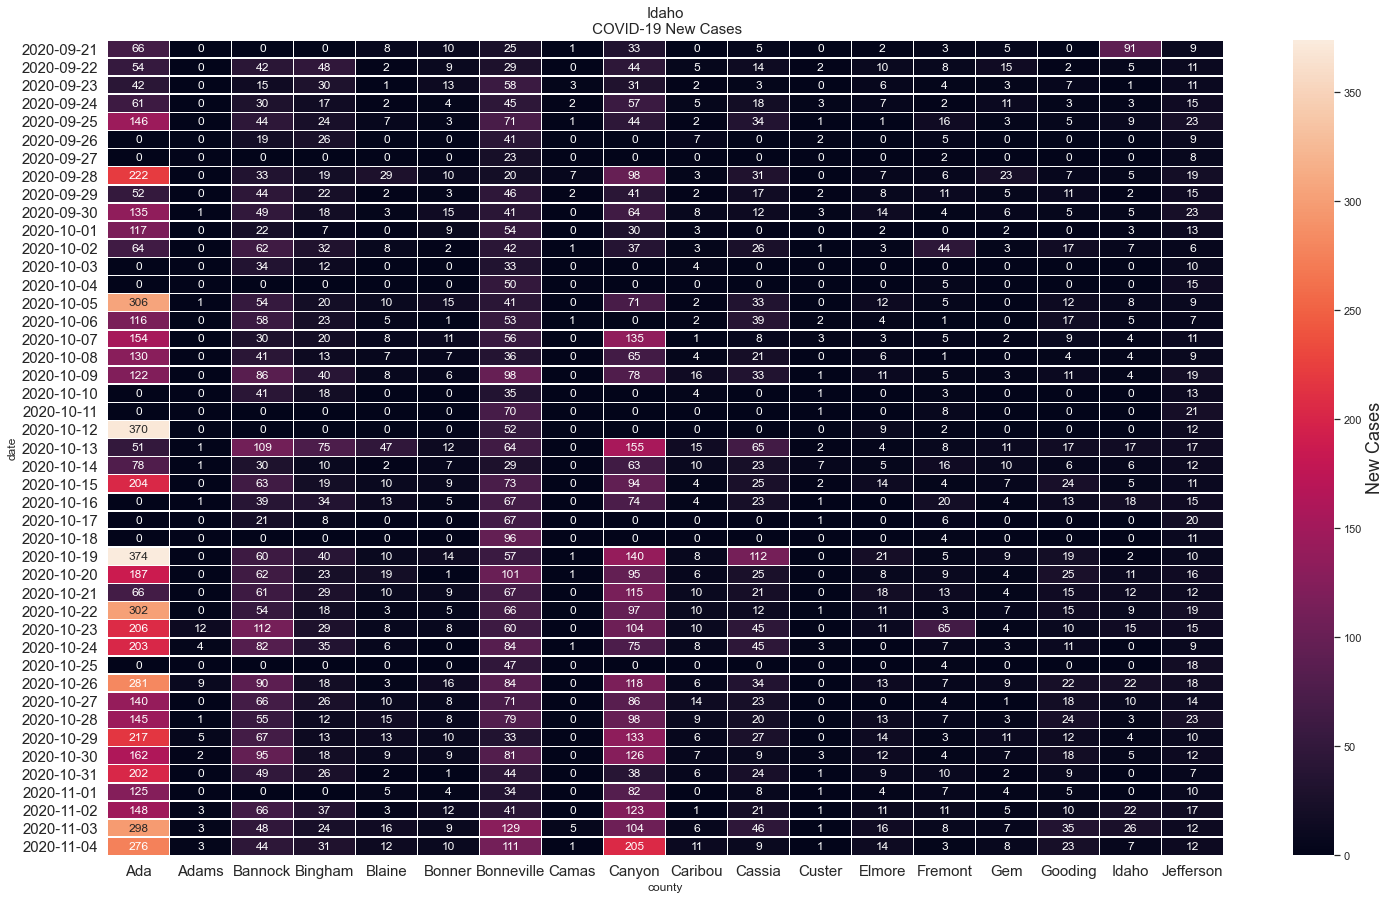 Idaho
COVID-19 New Cases
2020-09-21 66 0 0 0 8 10 25 1 33 0 5 0 2 3 5 0 91 9
2020-09-22 54 0 42 48 2 9 29 0 44 5 14 2 10 8 15 2 5 11
2020-09-23 42 0 15 30 1 13 58 3 31 2 3 0 6 4 3 7 1 11
2020-09-24 61 0 30 17 2 4 45 2 57 5 18 3 7 2 11 3 3 15
2020-09-25 146 0 44 24 7 3 71 1 44 2 34 1 1 16 3 5 9 23
2020-09-26 0 0 19 26 0 0 41 0 0 7 0 2 0 5 0 0 0 9
2020-09-27 0 0 0 0 0 0 23 0 0 0 0 0 0 2 0 0 0 8
2020-09-28 222 0 33 19 29 10 20 7 98 3 31 0 7 6 23 7 5 19
2020-09-29 52 0 44 22 2 3 46 2 41 2 17 2 8 11 5 11 2 15
2020-09-30 135 1 49 18 3 15 41 0 64 8 12 3 14 4 6 5 5 23
2020-10-01 117 0 22 7 0 9 54 0 30 3 0 0 2 0 2 0 3 13
2020-10-02 64 0 62 32 8 2 42 1 37 3 26 1 3 44 3 17 7 6
2020-10-03 0 0 34 12 0 0 33 0 0 4 0 0 0 0 0 0 0 10
2020-10-04 0 0 0 0 0 0 50 0 0 0 0 0 0 5 0 0 0 15
2020-10-05 306 1 54 20 10 15 41 0 71 2 33 0 12 5 0 12 8 9
2020-10-06 116 0 58 23 5 1 53 1 0 2 39 2 4 1 0 17 5 7
2020-10-07 154 0 30 20 8 11 56 0 135 1 8 3 3 5 2 9 4 11
2020-10-08 130 0 41 13 7 7 36 0 65 4 21 0 6 1 0 4 4 9
2020-10-09 122 0 86 40 8 6 98 0 78 16 33 1 11 5 3 11 4 19
2020-10-10 0 0 41 18 0 0 35 0 0 4 0 1 0 3 0 0 0 13
2020-10-11 0 0 0 0 0 0 70 0 0 0 0 1 0 8 0 0 0 21
2020-10-12 370 0 0 0 0 0 52 0 0 0 0 0 9 2 0 0 0 12
2020-10-13 51 1 109 75 47 12 64 0 155 15 65 2 4 8 11 17 17 17
2020-10-14 78 1 30 10 2 7 29 0 63 10 23 7 5 16 10 6 6 12
2020-10-15 204 0 63 19 10 9 73 0 94 4 25 2 14 4 7 24 5 11
2020-10-16 0 1 39 34 13 5 67 0 74 4 23 1 0 20 4 13 18 15
2020-10-17 0 0 21 8 0 0 67 0 0 0 0 1 0 6 0 0 0 20
2020-10-18 0 0 0 0 0 0 96 0 0 0 0 0 0 4 0 0 0 11
2020-10-19 374 0 60 40 10 14 57 1 140 8 112 0 21 5 9 19 2 10
2020-10-20 187 0 62 23 19 1 101 1 95 6 25 0 8 9 4 25 11 16
2020-10-21 66 0 61 29 10 9 67 0 115 10 21 0 18 13 4 15 12 12
2020-10-22 302 0 54 18 3 5 66 0 97 10 12 1 11 3 7 15 9 19
2020-10-23 206 12 112 29 8 8 60 0 104 10 45 0 11 65 4 10 15 15
2020-10-24 203 4 82 35 6 0 84 1 75 8 45 3 0 7 3 11 0 9
2020-10-25 0 0 0 0 0 0 47 0 0 0 0 0 0 4 0 0 0 18
2020-10-26 281 9 90 18 3 16 84 0 118 6 34 0 13 7 9 22 22 18
2020-10-27 140 0 66 26 10 8 71 0 86 14 23 0 0 4 1 18 10 14
2020-10-28 145 1 55 12 15 8 79 0 98 9 20 0 13 7 3 24 3 23
2020-10-29 217 5 67 13 13 10 33 0 133 6 27 0 14 3 11 12 4 10
2020-10-30 162 2 95 18 9 9 81 0 126 7 9 3 12 4 7 18 5 12
2020-10-31 202 0 49 26 2 1 44 0 38 6 24 1 9 10 2 9 0 7
2020-11-01 125 0 0 0 5 4 34 0 82 0 8 1 4 7 4 5 0 10
2020-11-02 148 3 66 37 3 12 41 0 123 1 21 1 11 11 5 10 22 17
2020-11-03 298 3 48 24 16 9 129 5 104 6 46 1 16 8 7 35 26 12
2020-11-04 276 3 44 31 12 10 111 1 205 11 9 1 14 3 8 23 7 12
Ada Adams Bannock Bingham Blaine Bonner Bonneville Camas Canyon Caribou Cassia Custer Elmore Fremont Gem Gooding Idaho Jefferson
county
date
350
300
250
200
150
100
50
0
New Cases